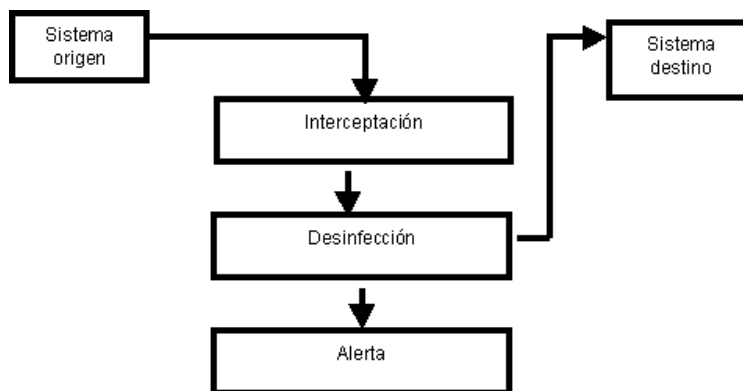 Sistema
origen
Sistema
destino
Interceptación
Desinfección
Alerta